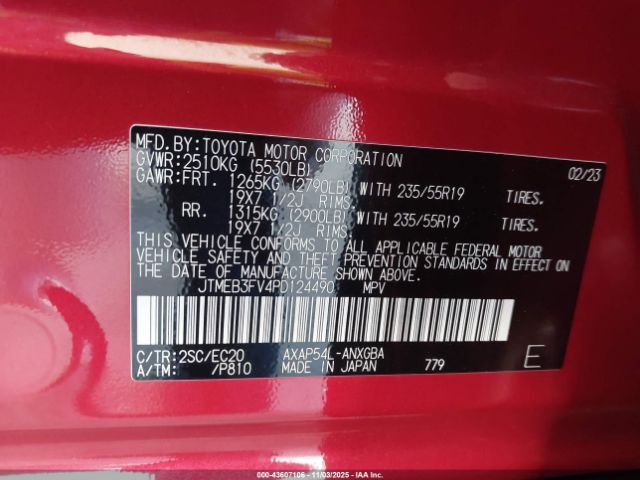 MFD. BY: TOYOTA MOTOR CORPORATION 02/23
GVWR: 2510KG (5530LB)
GAWR: FRT. 1265KG (2790LB) WITH 235/55R19 TIRES.
19X7 1/2J RIMS
RR. 1315KG (2900LB) WITH 235/55R19 TIRES.
19X7 1/2J RIMS
THIS VEHICLE CONFORMS TO ALL APPLICABLE FEDERAL MOTOR
VEHICLE SAFETY AND THEFT PREVENTION STANDARDS IN EFFECT ON
THE DATE OF MANUFACTURE SHOWN ABOVE.
JTMEB3FV4PD124490 MPV
C/TR: 2SC/EC20 AXAP54L-ANXGBA
A/TM: /P810 MADE IN JAPAN 779 E
000-43607106 - 11/03/2025 - IAAI.COM